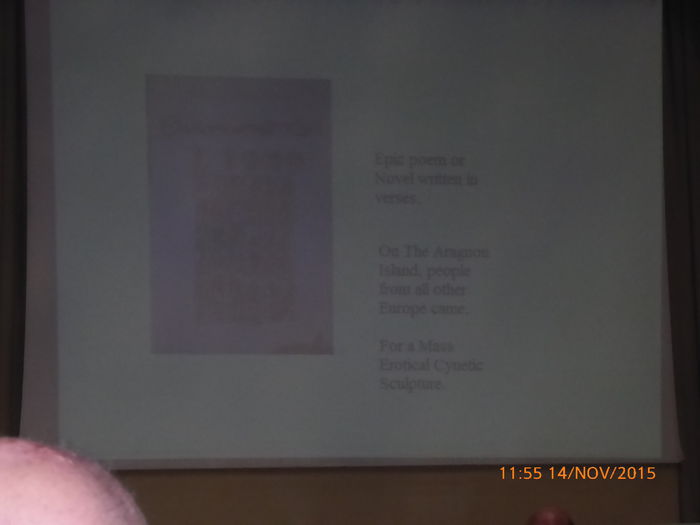 Epic poem or
Novel written in
verses.
On The Aragnou
Island, people
from all other
Europe came.
For a Mass
Erotical Cynetic
Sculpture.
11:55 14/NOV/2015